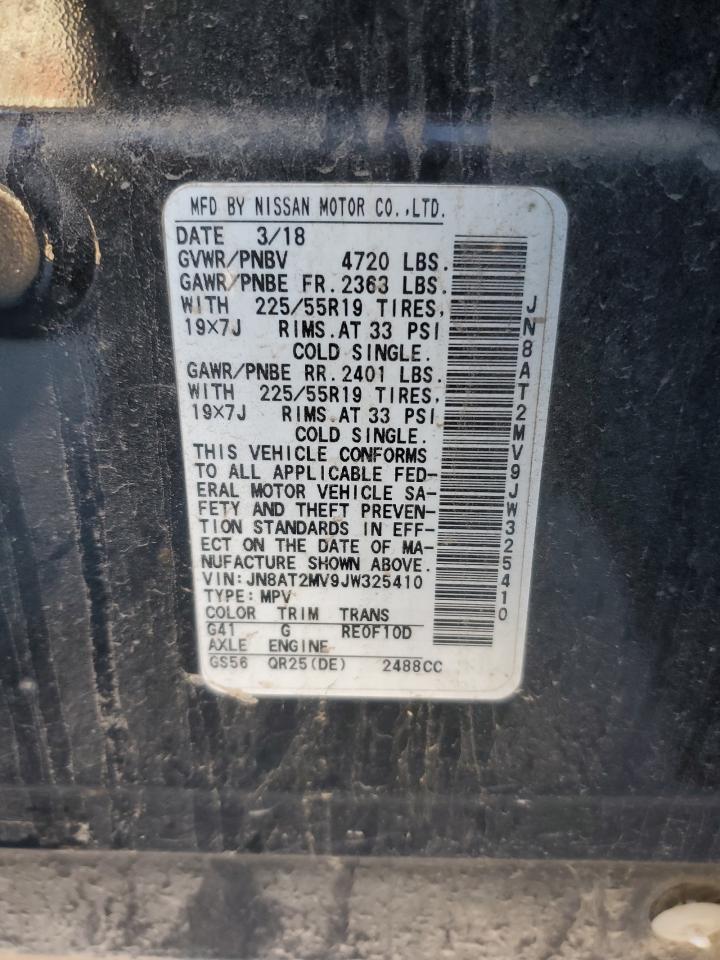 MFD BY NISSAN MOTOR CO.,LTD.
DATE 3/18
GVWR/PNBV 4720 LBS.
GAWR/PNBE FR.2363 LBS.
WITH 225/55R19 TIRES,
19×7J RIMS.AT 33 PSI
COLD SINGLE.
GAWR/PNBE RR.2401 LBS.
WITH 225/55R19 TIRES,
19×7J RIMS.AT 33 PSI
COLD SINGLE.
THIS VEHICLE CONFORMS
TO ALL APPLICABLE FED-
ERAL MOTOR VEHICLE SA-
FETY AND THEFT PREVEN-
TION STANDARDS IN EFF-
ECT ON THE DATE OF MA-
NUFACTURE SHOWN ABOVE.
VIN:JN8AT2MV9JW325410
TYPE:MPV
COLOR TRIM TRANS
G41 G RE0F10D
AXLE ENGINE
GS56 QR25(DE) 2488CC
JN8AT2MV9JW325410